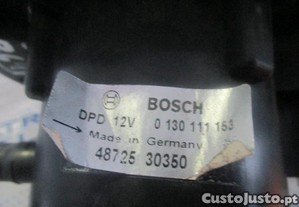 BOSCH
DPD 12V 0 130 111 153
Made in Germany
48725 30350
CustoJusto.pt